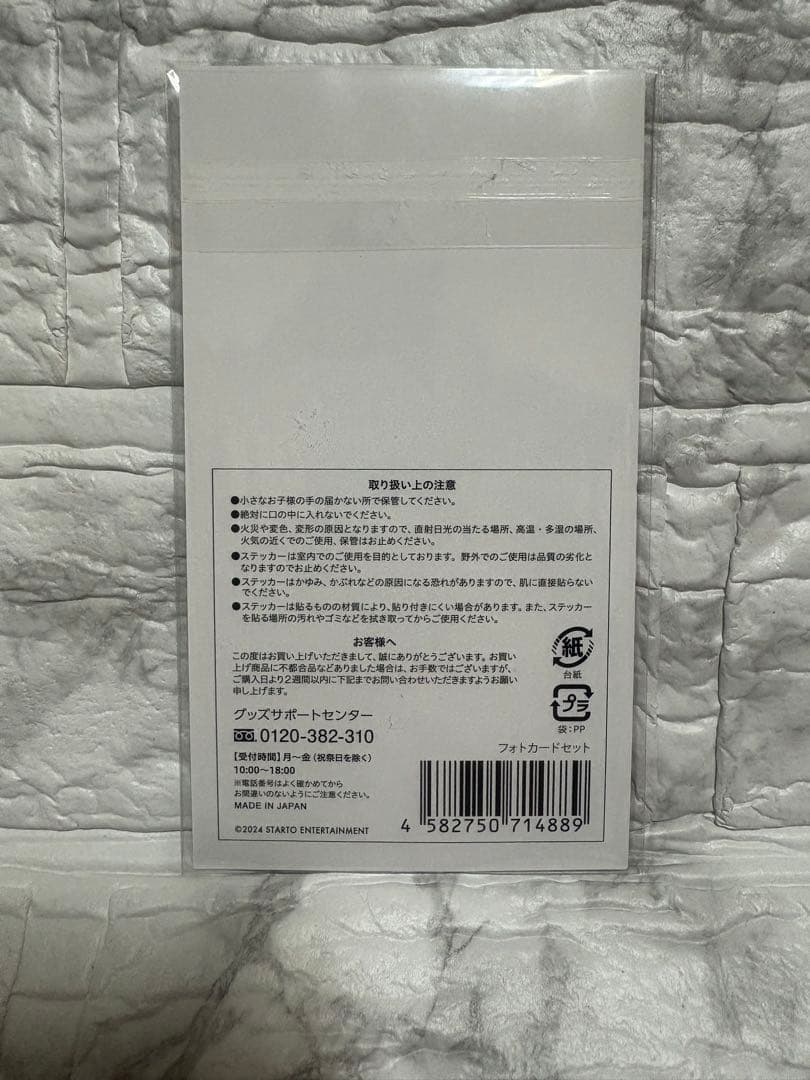 取り扱い上の注意
●小さなお子様の手の届かない所で保管してください。
●絶対に口の中に入れないでください。
●火災や変色、変形の原因となりますので、直射日光の当たる場所、高温・多湿の場所、
火気の近くでのご使用、保管はお止めください。
●ステッカーは室内でのご使用を目的としております。野外でのご使用は品質の劣化と
なりますのでお止めください。
●ステッカーはかゆみ、かぶれなどの原因になる恐れがありますので、肌に直接貼らない
でください。
●ステッカーは貼るものの材質により、貼り付きにくい場合があります。また、ステッカー
を貼る場所の汚れやゴミなどを拭き取ってからご使用ください。
お客様へ
この度はお買い上げいただきまして、誠にありがとうございます。お買い
上げ商品に不都合品などありました場合は、お手数ではございますが、
ご購入日より2週間以内に下記までお問い合わせいただきますようお願い
申し上げます。
紙
台紙
プラ
袋:PP
グッズサポートセンター
0120-382-310
【受付時間】月〜金(祝祭日を除く)
10:00〜18:00
※電話番号はよく確かめてから
お間違いのないようにご注意ください。
MADE IN JAPAN
©2024 STARTO ENTERTAINMENT
フォトカードセット
4 582750 714889